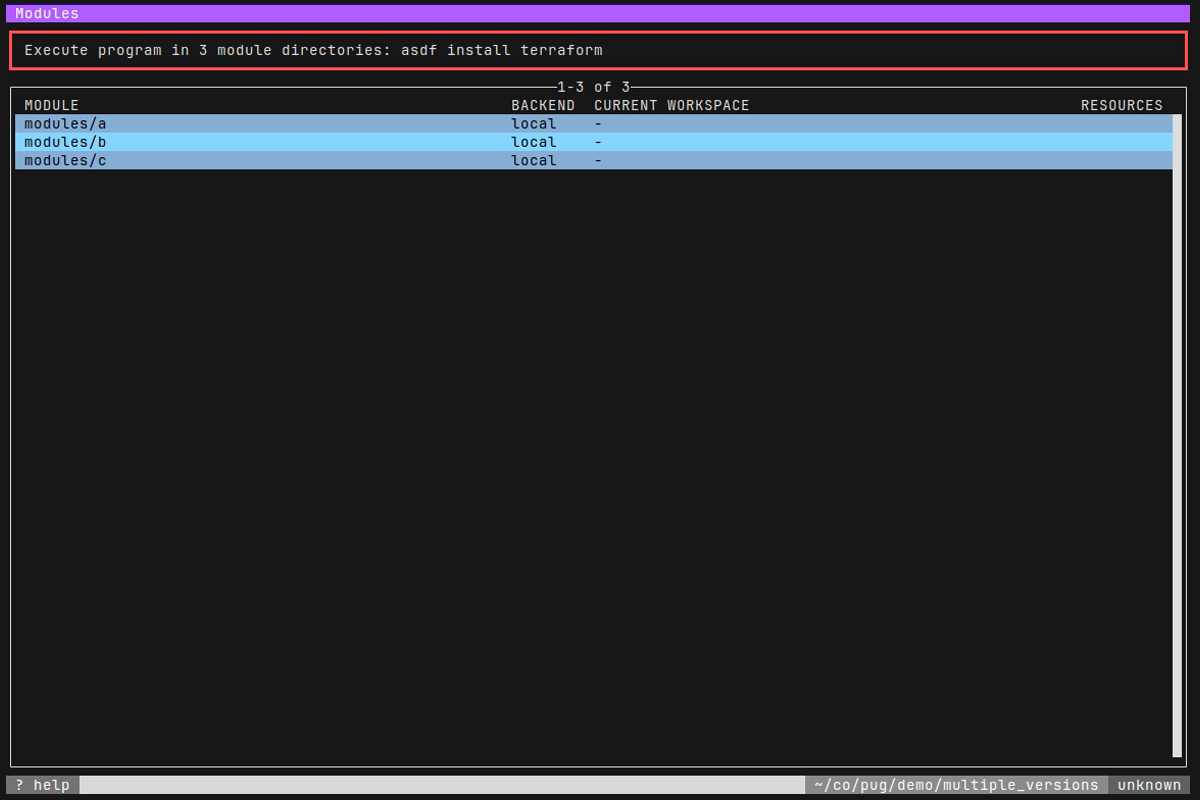 Modules
Execute program in 3 module directories: asdf install terraform
1-3 of 3
MODULE BACKEND CURRENT WORKSPACE RESOURCES
modules/a local -
modules/b local -
modules/c local -
? help ~/co/pug/demo/multiple_versions unknown